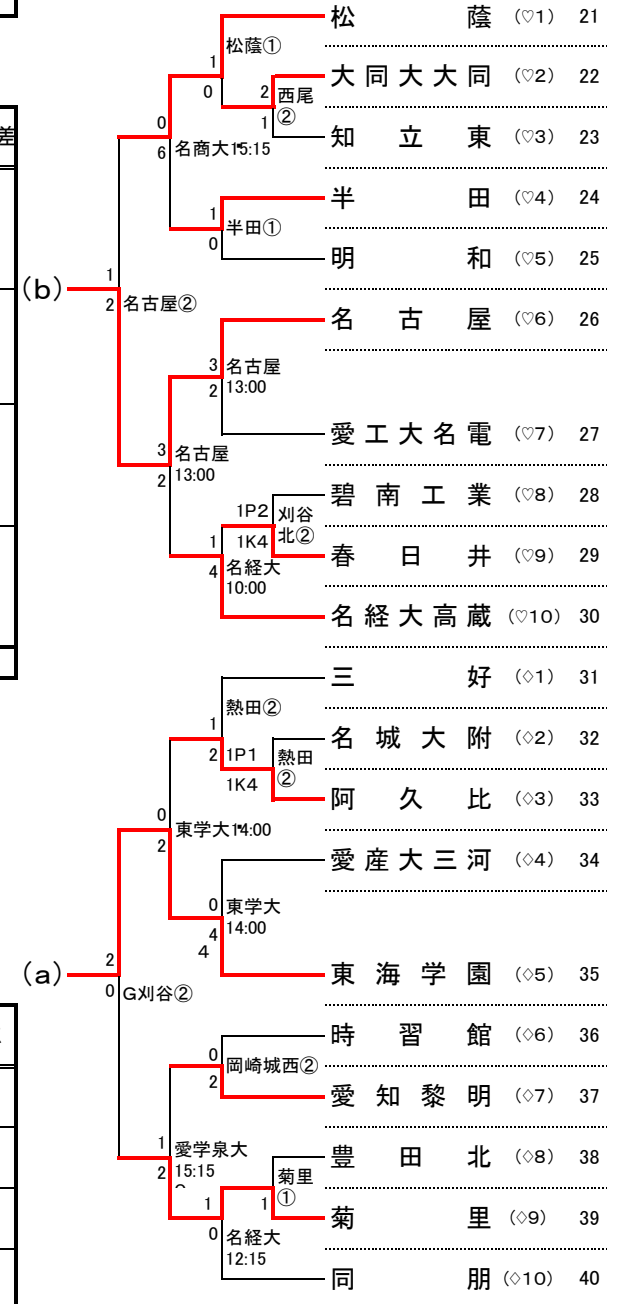 松蔭 (♡1) 21
松蔭①
1
0
大同大大同 (♡2) 22
2 西尾
1 ②
知立東 (♡3) 23
0
6 名商大15:15
半田 (♡4) 24
1
0 半田①
明和 (♡5) 25
(b)
1
2 名古屋②
名古屋 (♡6) 26
3 名古屋
2 13:00
愛工大名電 (♡7) 27
3 名古屋
2 13:00
碧南工業 (♡8) 28
1P2 刈谷
1K4 北②
春日井 (♡9) 29
1
4 名経大
10:00
名経大高蔵 (♡10) 30
三好 (♢1) 31
熱田②
1
2
名城大附 (♢2) 32
1P1 熱田
1K4 ②
阿久比 (♢3) 33
0
2 東学大14:00
愛産大三河 (♢4) 34
0 東学大
4 14:00
4
東海学園 (♢5) 35
(a)
2
0 G刈谷②
時習館 (♢6) 36
0
2 岡崎城西②
愛知黎明 (♢7) 37
1 愛学泉大
2 15:15
豊田北 (♢8) 38
菊里
1 ①
菊里 (♢9) 39
1
0 名経大
12:15
同朋 (♢10) 40
差